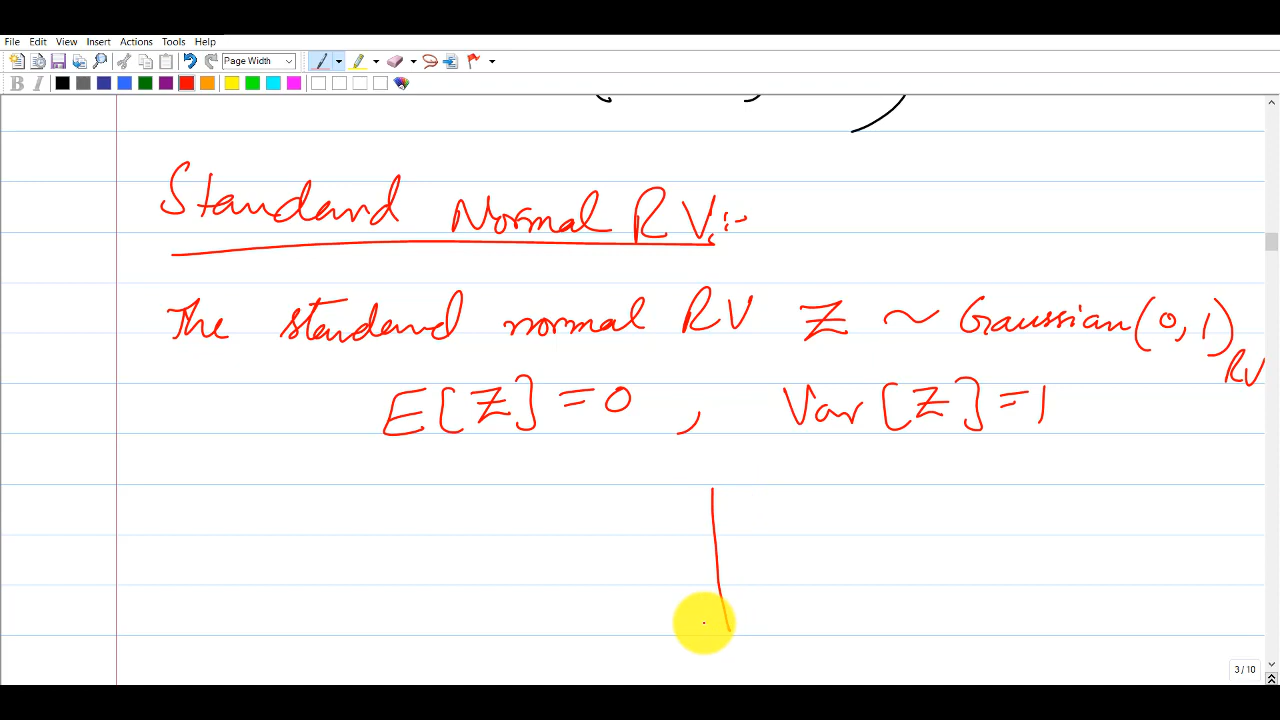 File Edit View Insert Actions Tools Help
Page Width
B I
Standard Normal RV:-
The standard normal RV Z ~ Gaussian(0,1)
RV
E[Z]=0 , Var[Z]=1
3 / 10